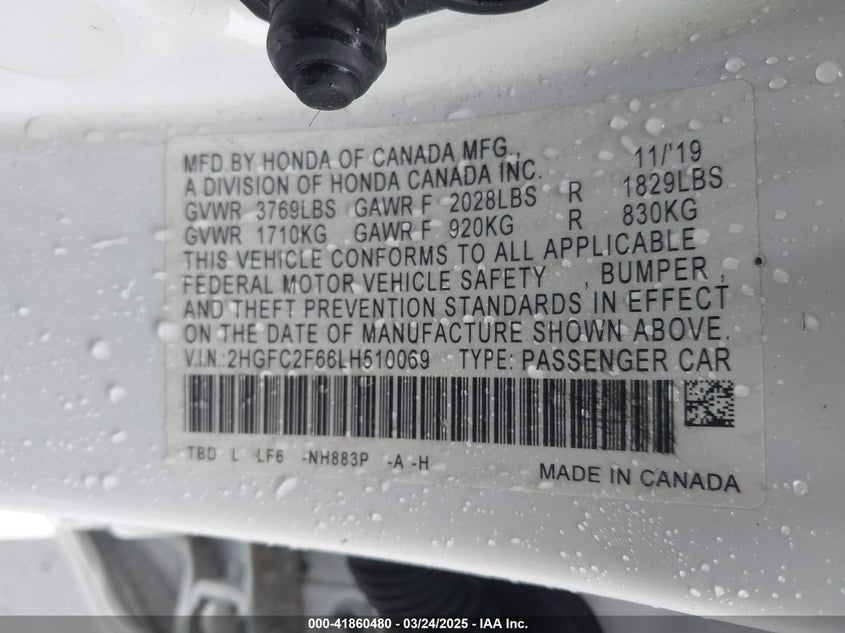 MFD.BY HONDA OF CANADA MFG., 11/'19
A DIVISION OF HONDA CANADA INC.
GVWR 3769LBS GAWR F 2028LBS R 1829LBS
GVWR 1710KG GAWR F 920KG R 830KG
THIS VEHICLE CONFORMS TO ALL APPLICABLE
FEDERAL MOTOR VEHICLE SAFETY , BUMPER ,
AND THEFT PREVENTION STANDARDS IN EFFECT
ON THE DATE OF MANUFACTURE SHOWN ABOVE.
V.I.N.:2HGFC2F66LH510069 TYPE: PASSENGER CAR
TBD L LF6 -NH883P -A -H
MADE IN CANADA
000-41860480 - 03/24/2025 - IAA Inc.